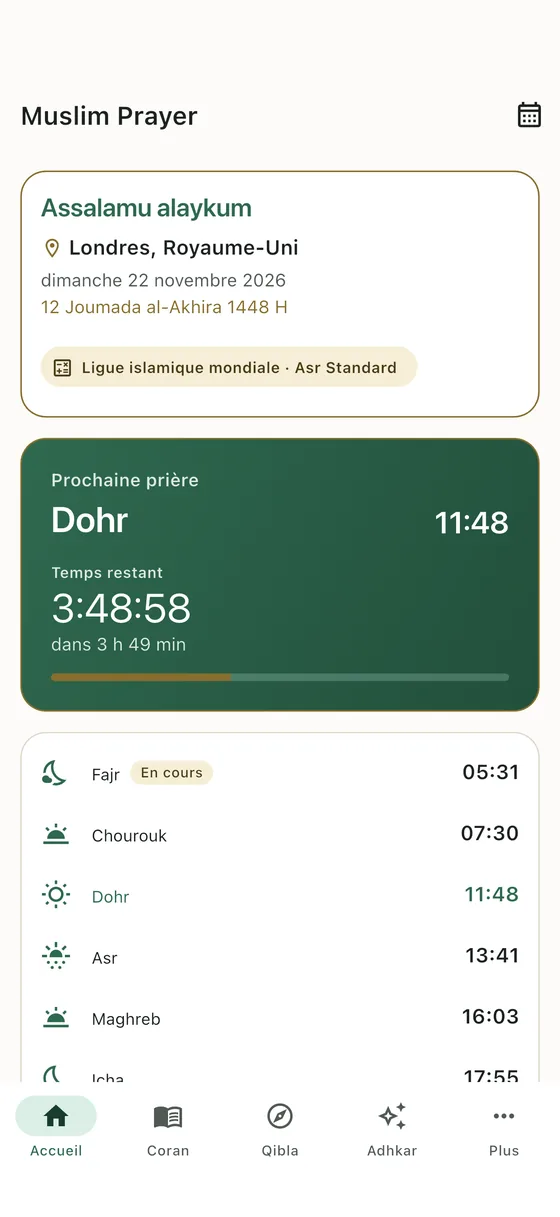 Muslim Prayer
Assalamu alaykum
Londres, Royaume-Uni
dimanche 22 novembre 2026
12 Joumada al-Akhira 1448 H
Ligue islamique mondiale · Asr Standard
Prochaine prière
Dohr 11:48
Temps restant
3:48:58
dans 3 h 49 min
Fajr En cours 05:31
Chourouk 07:30
Dohr 11:48
Asr 13:41
Maghreb 16:03
Icha 17:55
Accueil Coran Qibla Adhkar Plus